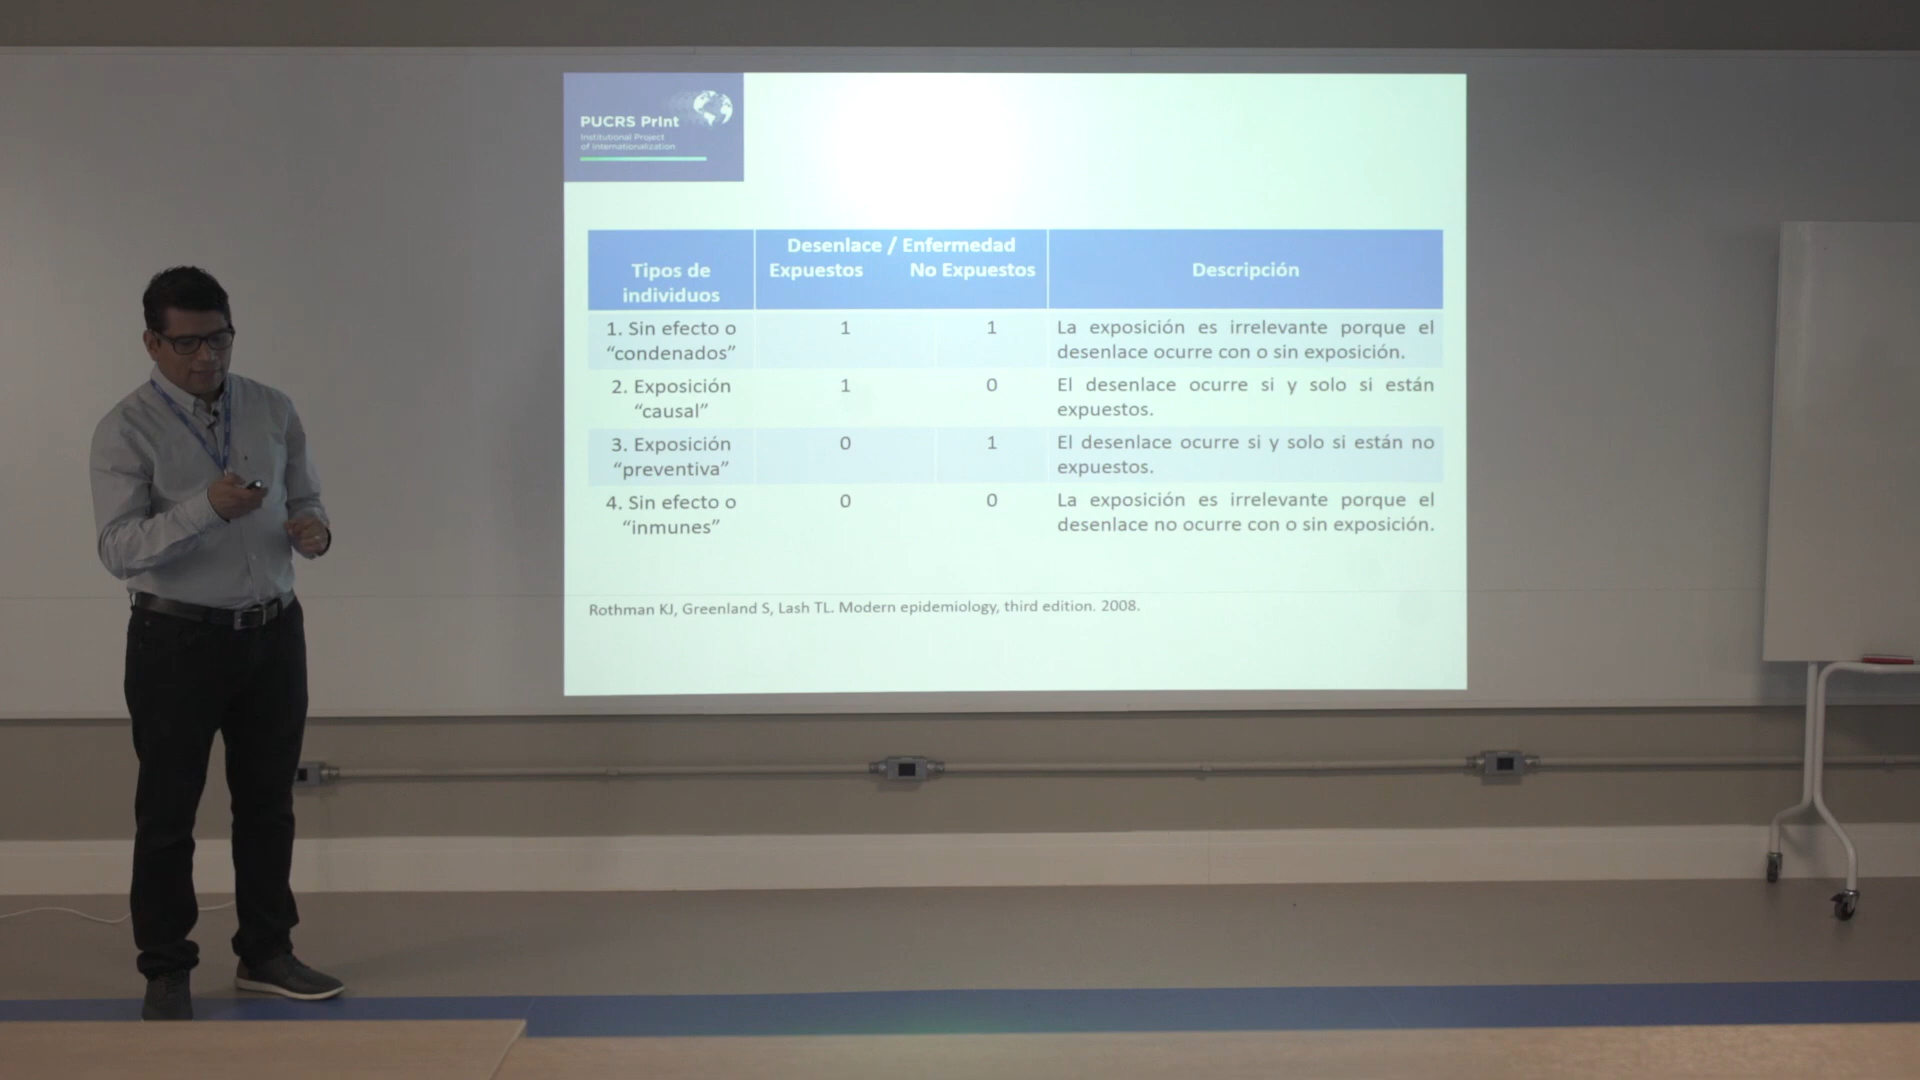 PUCRS PrInt
Institutional Project
of Internationalization
Tipos de
individuos
Desenlace / Enfermedad
Expuestos No Expuestos
Descripción
1. Sin efecto o
“condenados”
1
1
La exposición es irrelevante porque el
desenlace ocurre con o sin exposición.
2. Exposición
“causal”
1
0
El desenlace ocurre si y solo si están
expuestos.
3. Exposición
“preventiva”
0
1
El desenlace ocurre si y solo si están no
expuestos.
4. Sin efecto o
“inmunes”
0
0
La exposición es irrelevante porque el
desenlace no ocurre con o sin exposición.
Rothman KJ, Greenland S, Lash TL. Modern epidemiology, third edition. 2008.